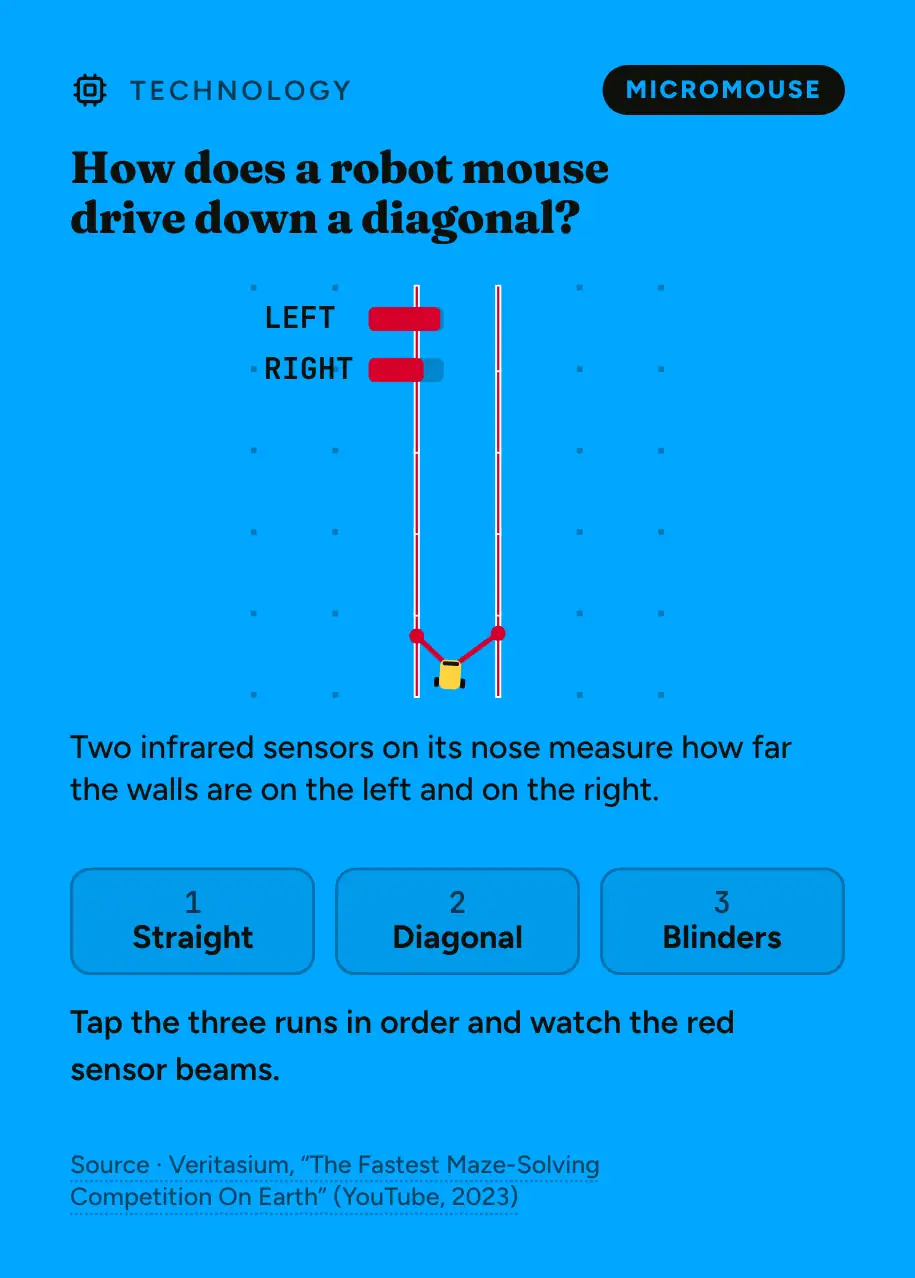 TECHNOLOGY
MICROMOUSE
How does a robot mouse
drive down a diagonal?
LEFT
RIGHT
Two infrared sensors on its nose measure how far
the walls are on the left and on the right.
1
Straight
2
Diagonal
3
Blinders
Tap the three runs in order and watch the red
sensor beams.
Source · Veritasium, “The Fastest Maze-Solving
Competition On Earth” (YouTube, 2023)